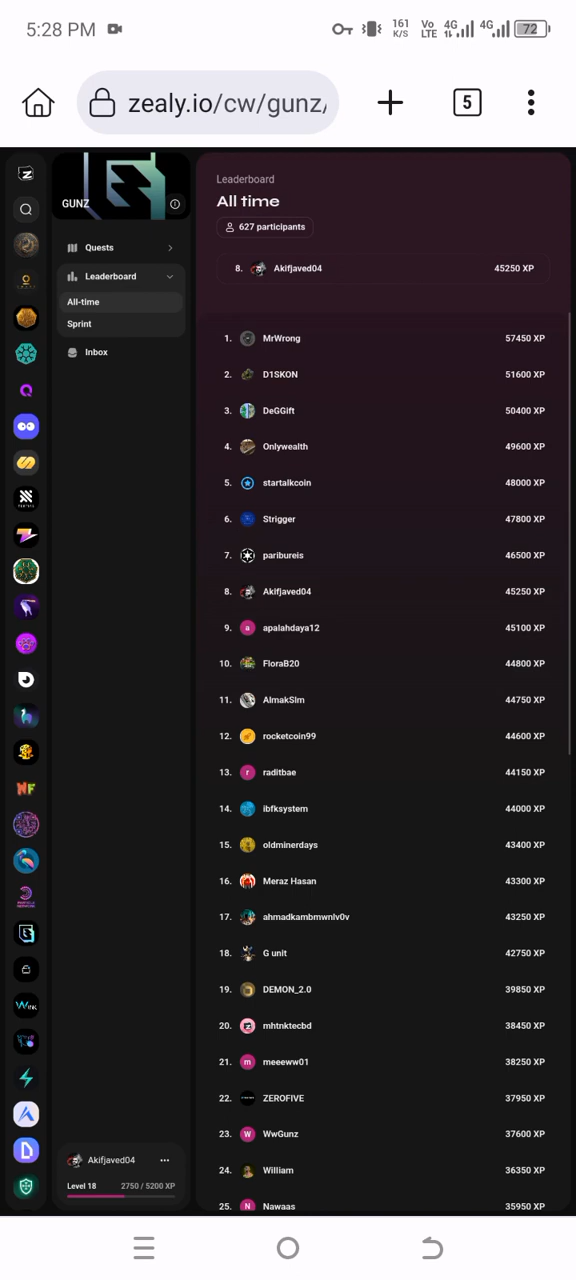 5:28 PM
161 K/S
Vo LTE
4G
4G
72
zealy.io/cw/gunz/
5
GUNZ
Quests
Leaderboard
All-time
Sprint
Inbox
Leaderboard
All time
627 participants
8. Akifjaved04 45250 XP
1. MrWrong 57450 XP
2. D1SKON 51600 XP
3. DeGGift 50400 XP
4. Onlywealth 49600 XP
5. startalkcoin 48000 XP
6. Strigger 47800 XP
7. paribureis 46500 XP
8. Akifjaved04 45250 XP
9. a apalahdaya12 45100 XP
10. FloraB20 44800 XP
11. AlmakSlm 44750 XP
12. rocketcoin99 44600 XP
13. r raditbae 44150 XP
14. ibfksystem 44000 XP
15. oldminerdays 43400 XP
16. Meraz Hasan 43300 XP
17. ahmadkambmwnlv0v 43250 XP
18. G unit 42750 XP
19. DEMON_2.0 39850 XP
20. mhtnktecbd 38450 XP
21. m meeeww01 38250 XP
22. ZEROFIVE 37950 XP
23. W WwGunz 37600 XP
24. William 36350 XP
25. N Nawaas 35950 XP
Akifjaved04
Level 18 2750 / 5200 XP